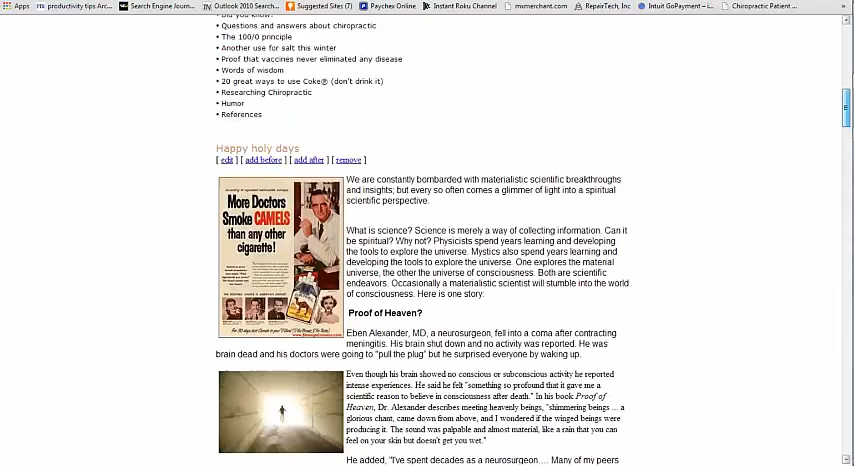 Apps productivity tips Arc... Search Engine Journ... Outlook 2010 Search... Suggested Sites (7) Paychex Online Instant Roku Channel mxmerchant.com RepairTech, Inc Intuit GoPayment – i... Chiropractic Patient ... »
• Did you know?
• Questions and answers about chiropractic
• The 100/0 principle
• Another use for salt this winter
• Proof that vaccines never eliminated any disease
• Words of wisdom
• 20 great ways to use Coke® (don't drink it)
• Researching Chiropractic
• Humor
• References
Happy holy days
[ edit ] [ add before ] [ add after ] [ remove ]
More Doctors
Smoke CAMELS
than any other
cigarette!
We are constantly bombarded with materialistic scientific breakthroughs
and insights; but every so often comes a glimmer of light into a spiritual
scientific perspective.
What is science? Science is merely a way of collecting information. Can it
be spiritual? Why not? Physicists spend years learning and developing
the tools to explore the universe. Mystics also spend years learning and
developing the tools to explore the universe. One explores the material
universe, the other the universe of consciousness. Both are scientific
endeavors. Occasionally a materialistic scientist will stumble into the world
of consciousness. Here is one story:
Proof of Heaven?
Eben Alexander, MD, a neurosurgeon, fell into a coma after contracting
meningitis. His brain shut down and no activity was reported. He was
brain dead and his doctors were going to "pull the plug" but he surprised everyone by waking up.
Even though his brain showed no conscious or subconscious activity he reported
intense experiences. He said he felt "something so profound that it gave me a
scientific reason to believe in consciousness after death." In his book Proof of
Heaven, Dr. Alexander describes meeting heavenly beings, "shimmering beings ... a
glorious chant, came down from above, and I wondered if the winged beings were
producing it. The sound was palpable and almost material, like a rain that you can
feel on your skin but doesn't get you wet."
He added, "I've spent decades as a neurosurgeon.... Many of my peers